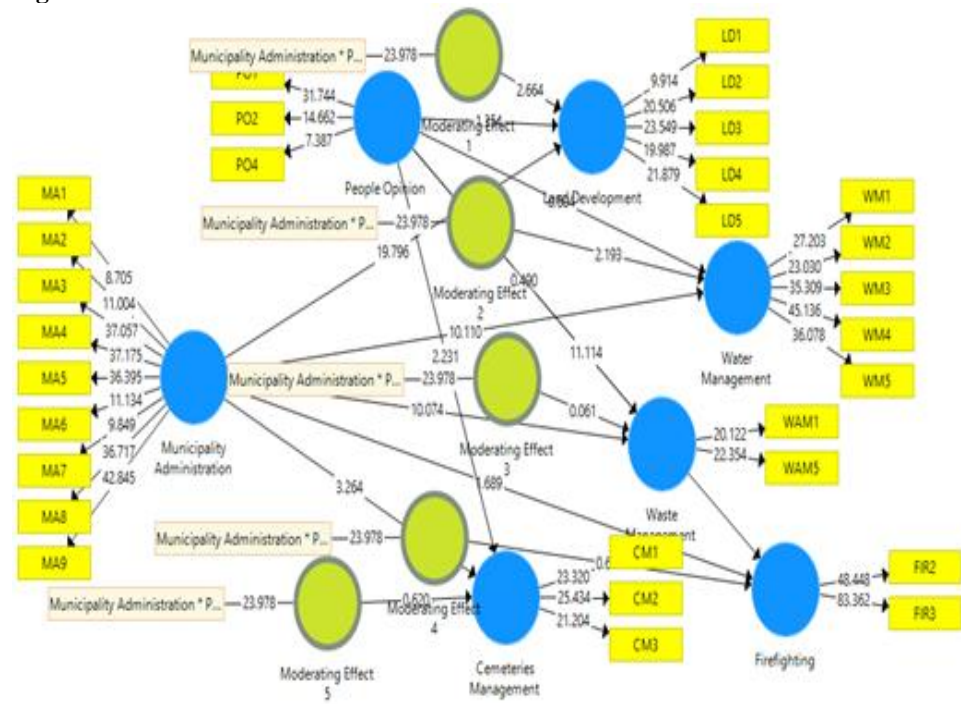 Municipality Administration * P...
23.978
2.664
LD1
LD2
LD3
LD4
LD5
9.914
20.506
23.549
19.987
21.879
PO2
PO4
31.744
14.662
7.387
People Opinion
Moderating Effect
1
Land Development
MA1
MA2
MA3
MA4
MA5
MA6
MA7
MA8
MA9
8.705
11.004
37.057
37.175
36.395
11.134
9.849
36.717
42.845
Municipality
Administration
Municipality Administration * P...
23.978
19.796
2.193
0.490
Moderating Effect
2
10.110
2.231
11.114
WM1
WM2
WM3
WM4
WM5
27.203
23.030
35.309
45.136
36.078
Water
Management
Municipality Administration * P...
23.978
0.061
10.074
Moderating Effect
3
1.689
WAM1
WAM5
20.122
22.354
Waste
Management
3.264
Municipality Administration * P...
23.978
Moderating Effect
4
Municipality Administration * P...
23.978
0.620
Moderating Effect
5
CM1
CM2
CM3
23.320
25.434
21.204
Cemeteries
Management
FIR2
FIR3
48.448
83.362
Firefighting